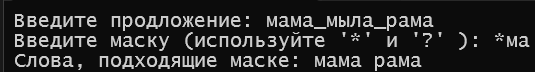 Введите продложение: мама_мыла_рама
Введите маску (используйте '*' и '?' ): *ма
Слова, подходящие маске: мама рама